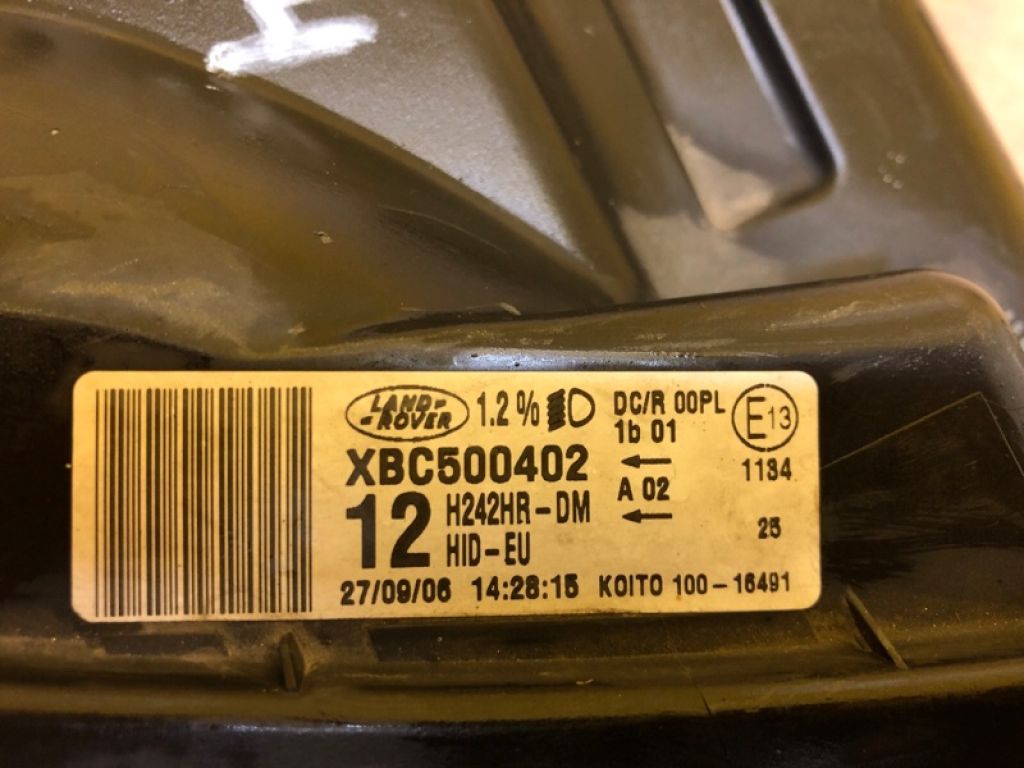 LAND-
-ROVER
1.2%
DC/R 00PL
1b 01
E13
XBC500402
←
1184
12
H242HR-DM
A 02
←
HID-EU
25
27/09/06 14:28:15 KOITO 100-16491